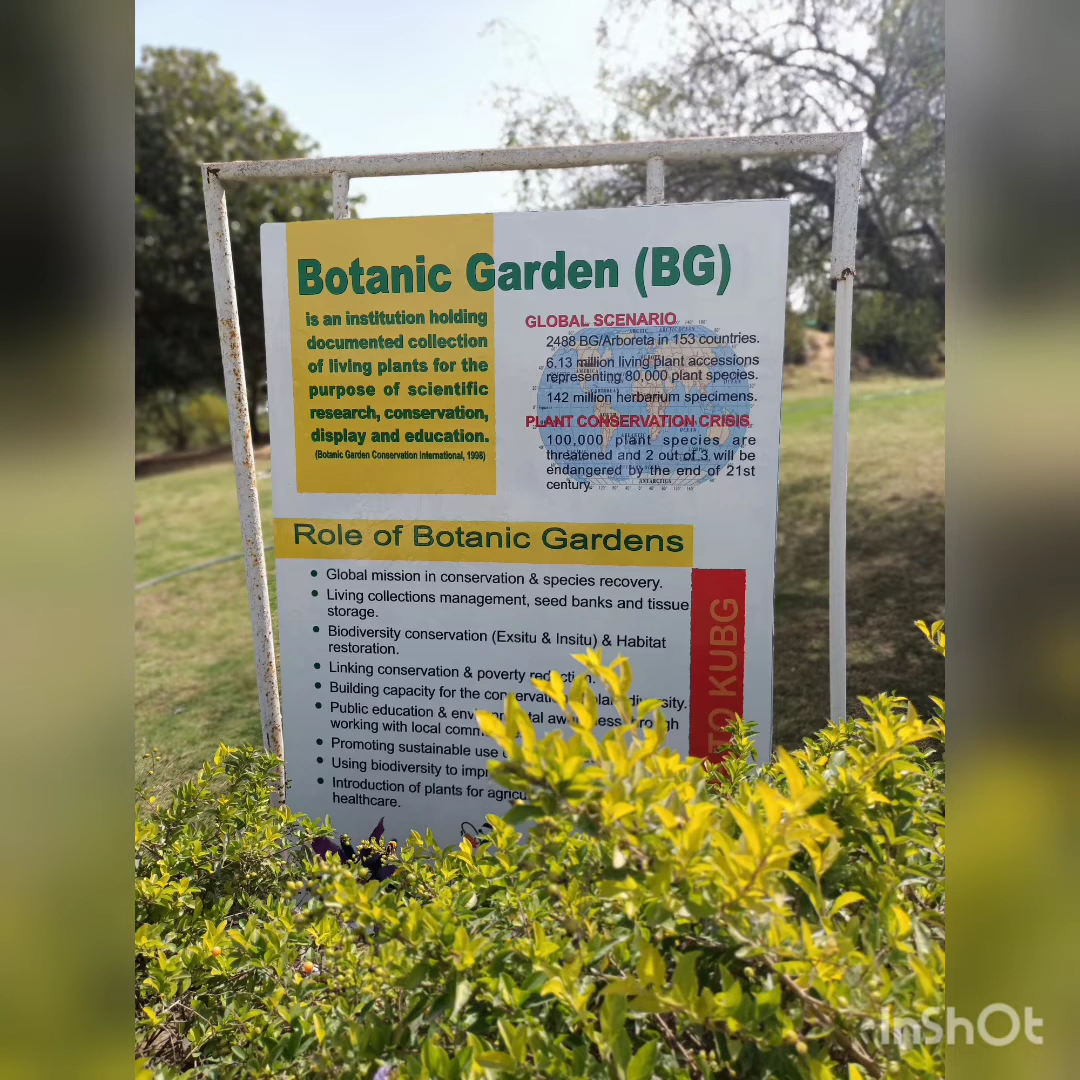 Botanic Garden (BG)
is an institution holding
documented collection
of living plants for the
purpose of scientific
research, conservation,
display and education.
(Botanic Garden Conservation International, 1998)
GLOBAL SCENARIO
2488 BG/Arboreta in 153 countries.
6.13 million living plant accessions
representing 80,000 plant species.
142 million herbarium specimens.
PLANT CONSERVATION CRISIS
100,000 plant species are
threatened and 2 out of 3 will be
endangered by the end of 21st
century.
Role of Botanic Gardens
• Global mission in conservation & species recovery.
• Living collections management, seed banks and tissue
storage.
• Biodiversity conservation (Exsitu & Insitu) & Habitat
restoration.
• Linking conservation & poverty
• Building capacity for the
• Public education &
working with local
• Promoting sustainable use
• Using biodiversity to
• Introduction of plants for
healthcare.
TO KUBG
InShOt